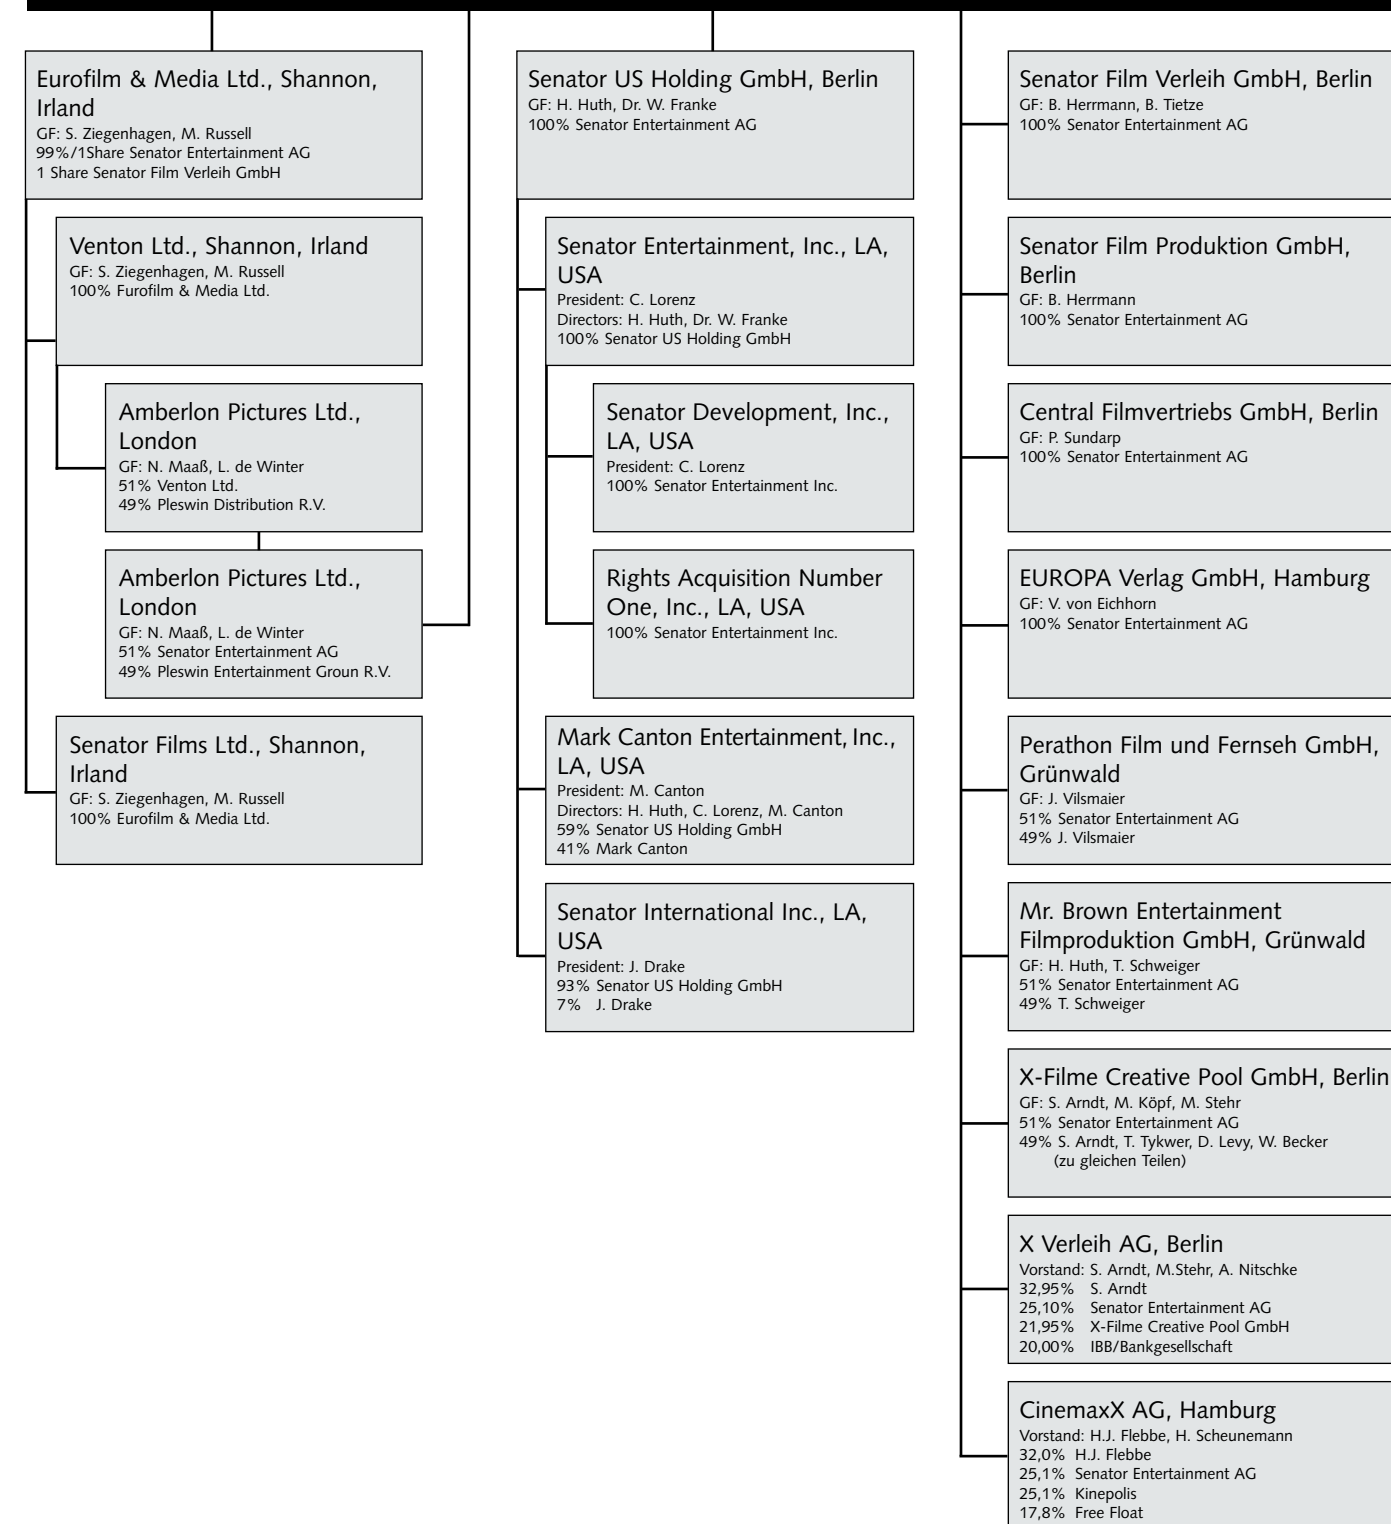 Eurofilm & Media Ltd., Shannon,
Irland
GF: S. Ziegenhagen, M. Russell
99%/1Share Senator Entertainment AG
1 Share Senator Film Verleih GmbH
Venton Ltd., Shannon, Irland
GF: S. Ziegenhagen, M. Russell
100% Furofilm & Media Ltd.
Amberlon Pictures Ltd.,
London
GF: N. Maaß, L. de Winter
51% Venton Ltd.
49% Pleswin Distribution R.V.
Amberlon Pictures Ltd.,
London
GF: N. Maaß, L. de Winter
51% Senator Entertainment AG
49% Pleswin Entertainment Groun R.V.
Senator Films Ltd., Shannon,
Irland
GF: S. Ziegenhagen, M. Russell
100% Eurofilm & Media Ltd.
Senator US Holding GmbH, Berlin
GF: H. Huth, Dr. W. Franke
100% Senator Entertainment AG
Senator Entertainment, Inc., LA,
USA
President: C. Lorenz
Directors: H. Huth, Dr. W. Franke
100% Senator US Holding GmbH
Senator Development, Inc.,
LA, USA
President: C. Lorenz
100% Senator Entertainment Inc.
Rights Acquisition Number
One, Inc., LA, USA
100% Senator Entertainment Inc.
Mark Canton Entertainment, Inc.,
LA, USA
President: M. Canton
Directors: H. Huth, C. Lorenz, M. Canton
59% Senator US Holding GmbH
41% Mark Canton
Senator International Inc., LA,
USA
President: J. Drake
93% Senator US Holding GmbH
7% J. Drake
Senator Film Verleih GmbH, Berlin
GF: B. Herrmann, B. Tietze
100% Senator Entertainment AG
Senator Film Produktion GmbH,
Berlin
GF: B. Herrmann
100% Senator Entertainment AG
Central Filmvertriebs GmbH, Berlin
GF: P. Sundarp
100% Senator Entertainment AG
EUROPA Verlag GmbH, Hamburg
GF: V. von Eichhorn
100% Senator Entertainment AG
Perathon Film und Fernseh GmbH,
Grünwald
GF: J. Vilsmaier
51% Senator Entertainment AG
49% J. Vilsmaier
Mr. Brown Entertainment
Filmproduktion GmbH, Grünwald
GF: H. Huth, T. Schweiger
51% Senator Entertainment AG
49% T. Schweiger
X-Filme Creative Pool GmbH, Berlin
GF: S. Arndt, M. Köpf, M. Stehr
51% Senator Entertainment AG
49% S. Arndt, T. Tykwer, D. Levy, W. Becker
(zu gleichen Teilen)
X Verleih AG, Berlin
Vorstand: S. Arndt, M.Stehr, A. Nitschke
32,95% S. Arndt
25,10% Senator Entertainment AG
21,95% X-Filme Creative Pool GmbH
20,00% IBB/Bankgesellschaft
CinemaxX AG, Hamburg
Vorstand: H.J. Flebbe, H. Scheunemann
32,0% H.J. Flebbe
25,1% Senator Entertainment AG
25,1% Kinepolis
17,8% Free Float